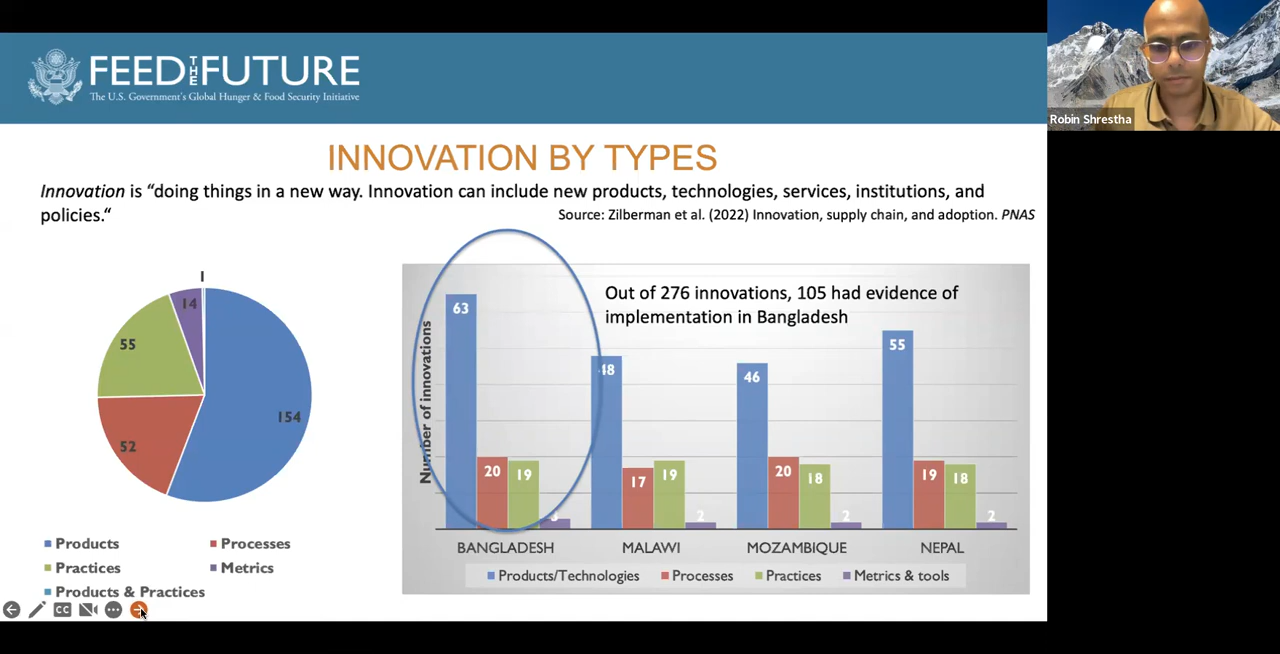 FEED THE FUTURE
The U.S. Government's Global Hunger & Food Security Initiative
Robin Shrestha
INNOVATION BY TYPES
Innovation is “doing things in a new way. Innovation can include new products, technologies, services, institutions, and
policies.“
Source: Zilberman et al. (2022) Innovation, supply chain, and adoption. PNAS
1
14
55
52
154
Products
Processes
Practices
Metrics
Products & Practices
Number of innovations
Out of 276 innovations, 105 had evidence of
implementation in Bangladesh
63
20
19
3
48
17
19
2
46
20
18
2
55
19
18
2
BANGLADESH
MALAWI
MOZAMBIQUE
NEPAL
Products/Technologies
Processes
Practices
Metrics & tools
CC